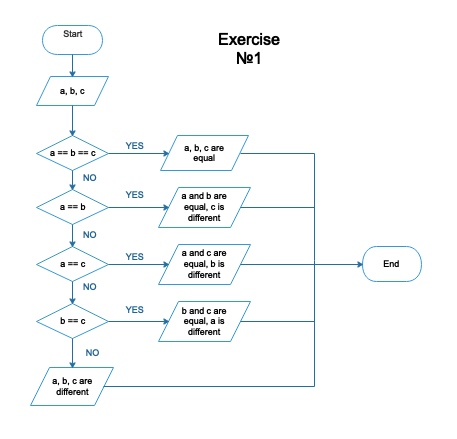 Start
Exercise
№1
a, b, c
a == b == c
YES
a, b, c are
equal
NO
a == b
YES
a and b are
equal, c is
different
NO
a == c
YES
a and c are
equal, b is
different
End
NO
b == c
YES
b and c are
equal, a is
different
NO
a, b, c are
different